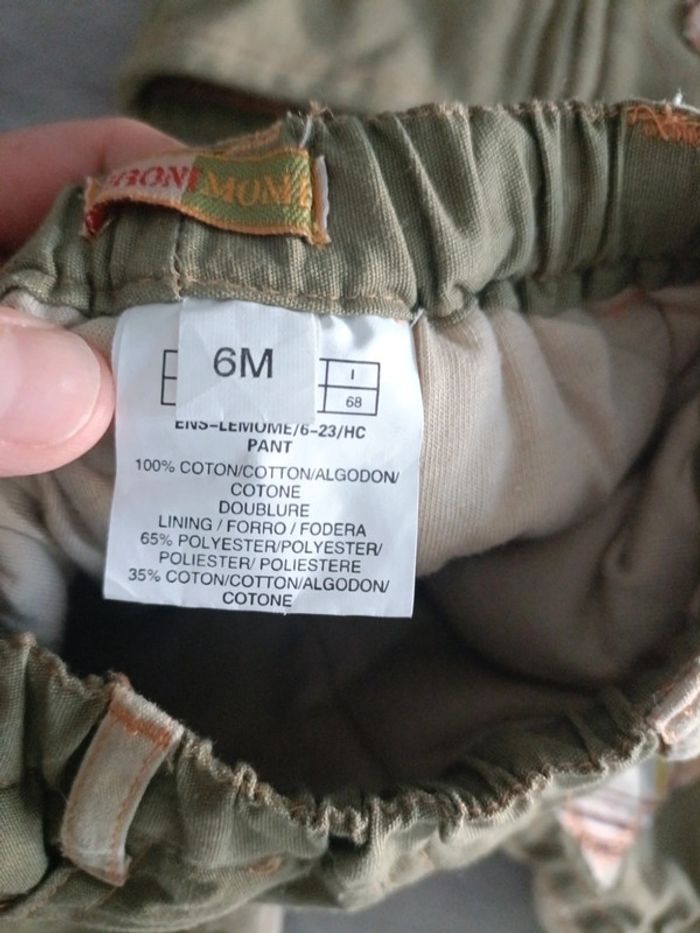 MOM
6M
I
68
ENS-LEMOME/6-23/HC
PANT
100% COTON/COTTON/ALGODON/
COTONE
DOUBLURE
LINING / FORRO / FODERA
65% POLYESTER/POLYESTER/
POLIESTER/ POLIESTERE
35% COTON/COTTON/ALGODON/
COTONE